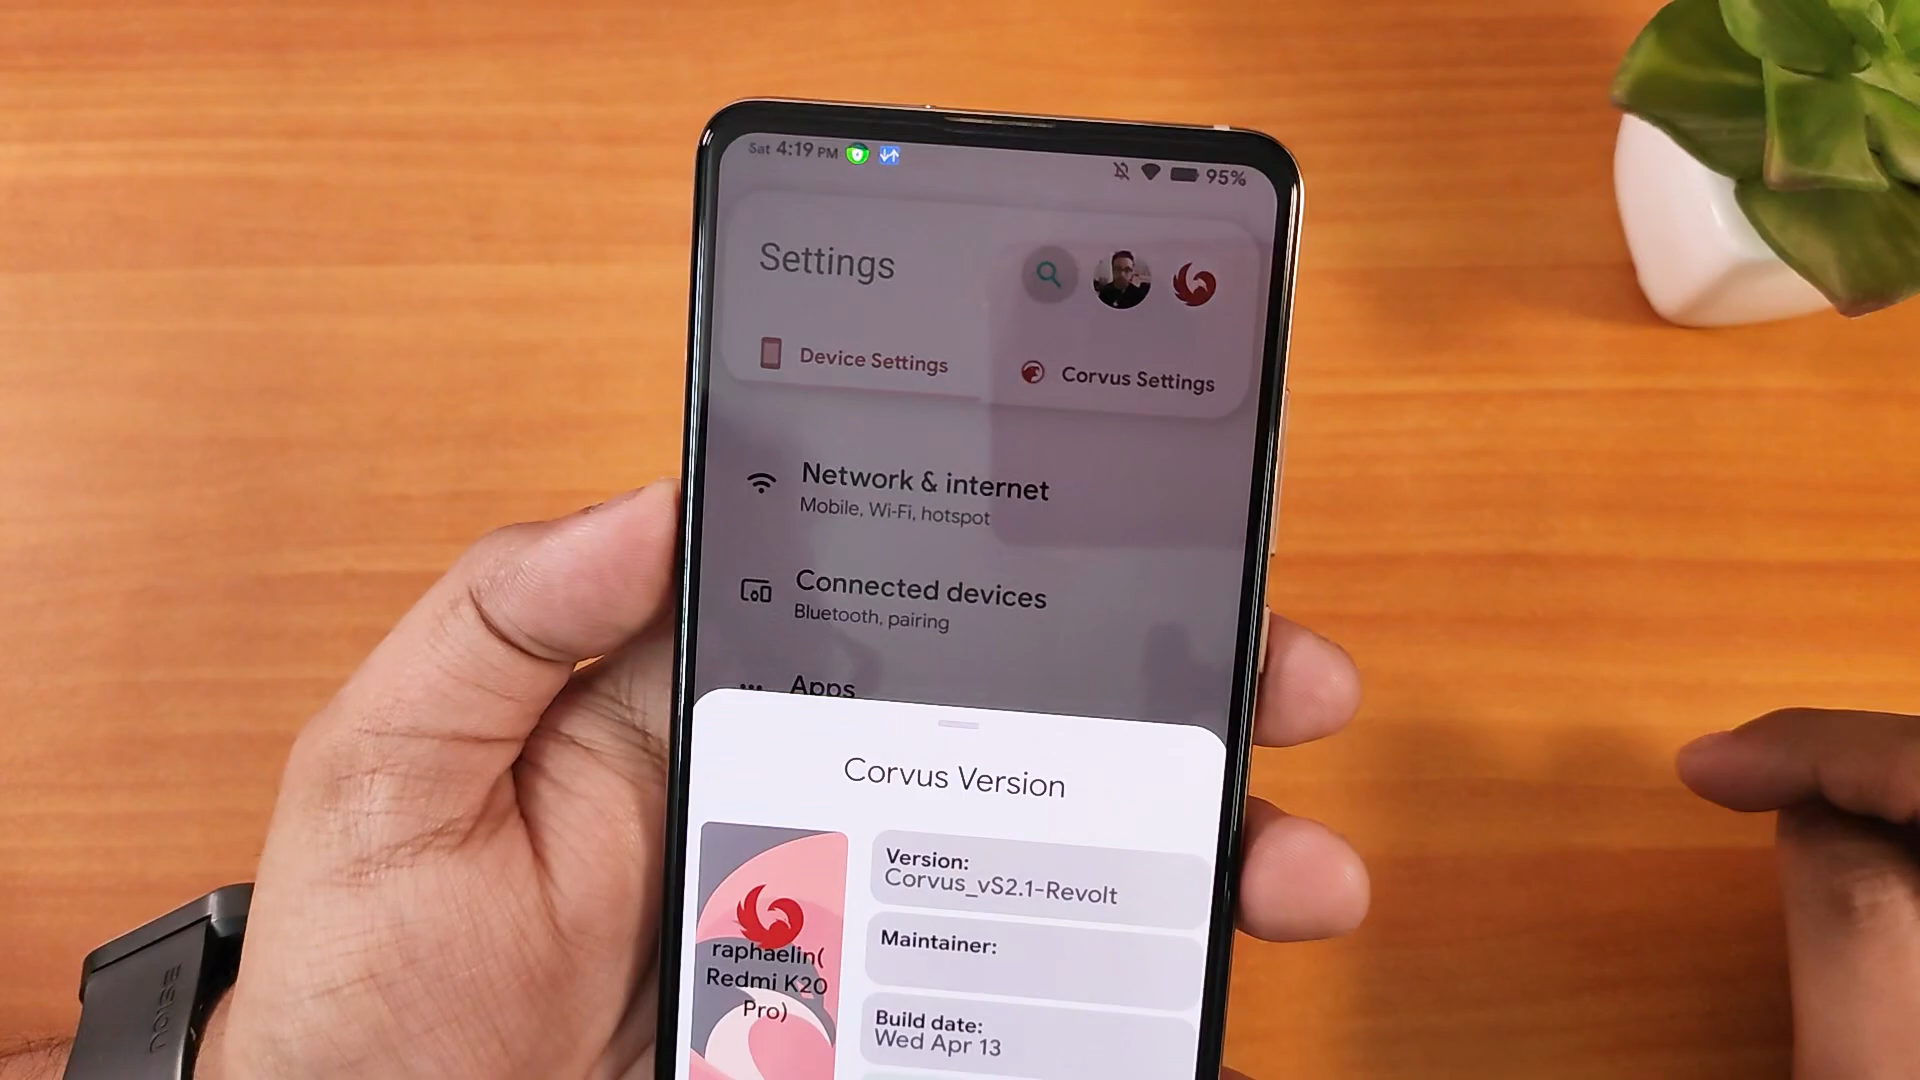 Sat 4:19 PM
95%
Settings
Device Settings
Corvus Settings
Network & internet
Mobile, Wi-Fi, hotspot
Connected devices
Bluetooth, pairing
Apps
Corvus Version
raphaelin(
Redmi K20
Pro)
Version:
Corvus_vS2.1-Revolt
Maintainer:
Build date:
Wed Apr 13
NOISE